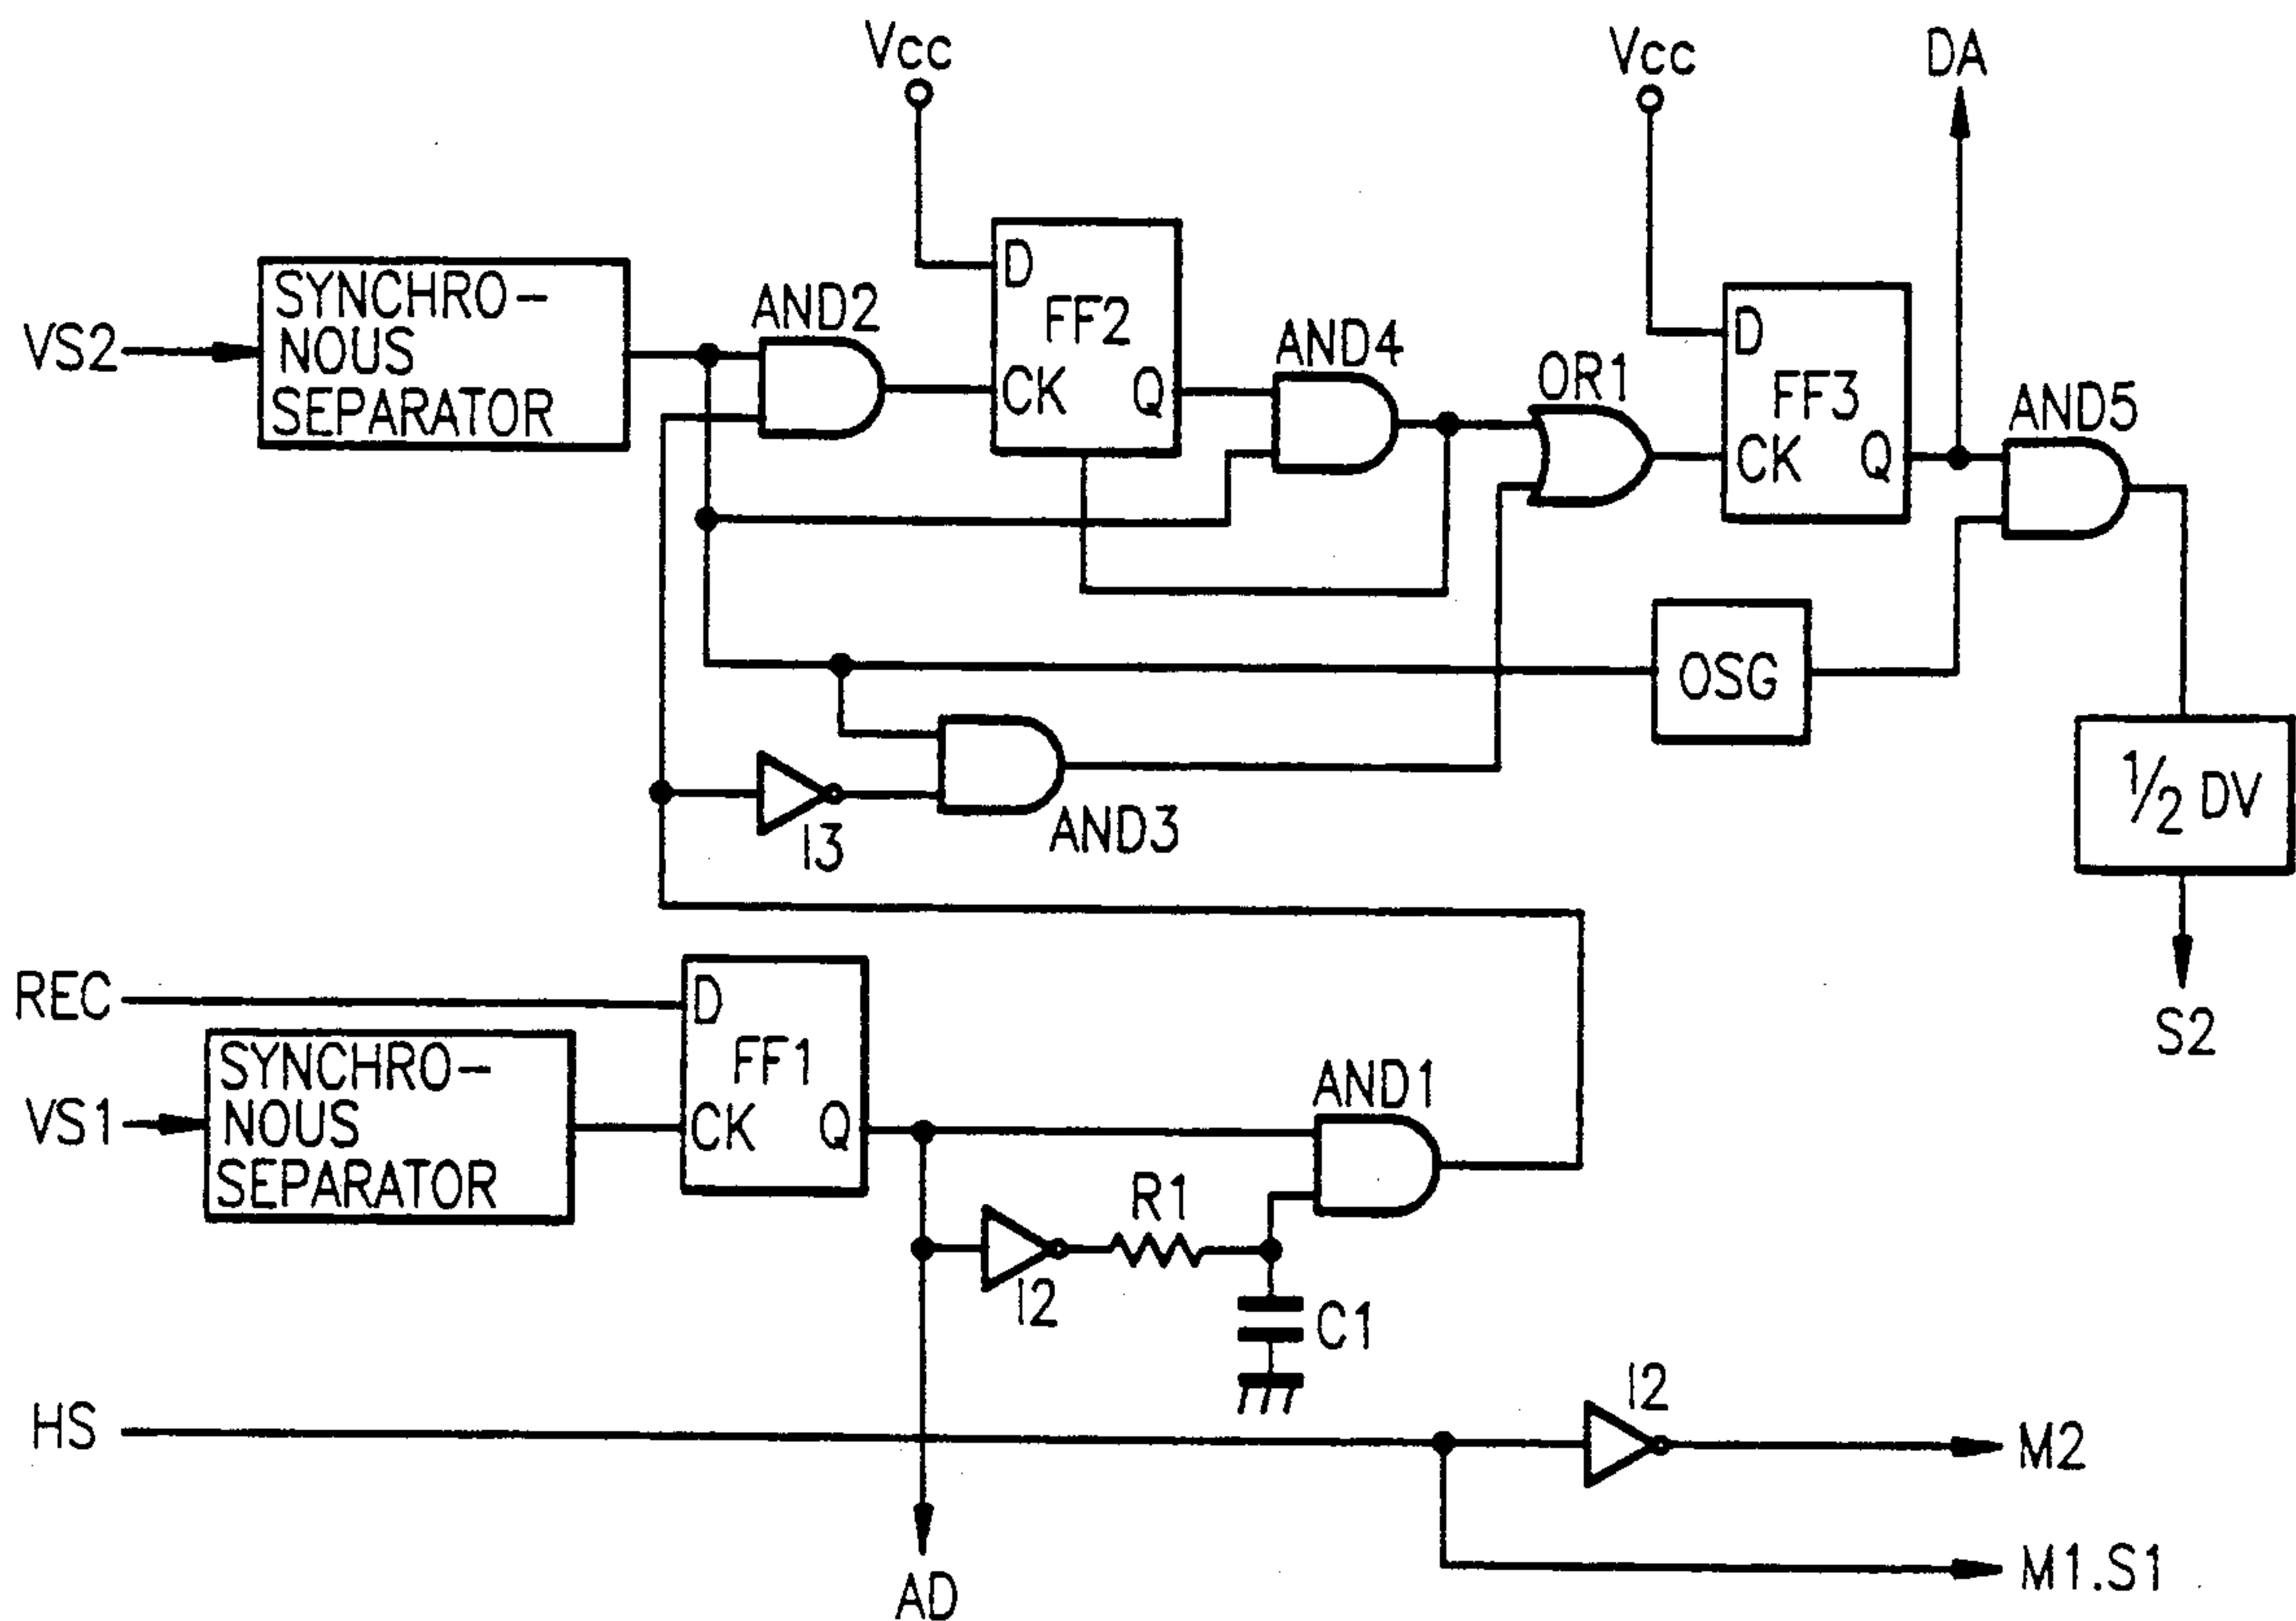 Vcc
Vcc
DA
VS2
SYNCHRO-
NOUS
SEPARATOR
AND2
D
FF2
CK
Q
AND4
OR1
D
FF3
CK
Q
AND5
OSG
1/2 DV
I3
AND3
S2
REC
VS1
SYNCHRO-
NOUS
SEPARATOR
D
FF1
CK
Q
AND1
R1
I2
C1
HS
I2
M2
M1.S1
AD